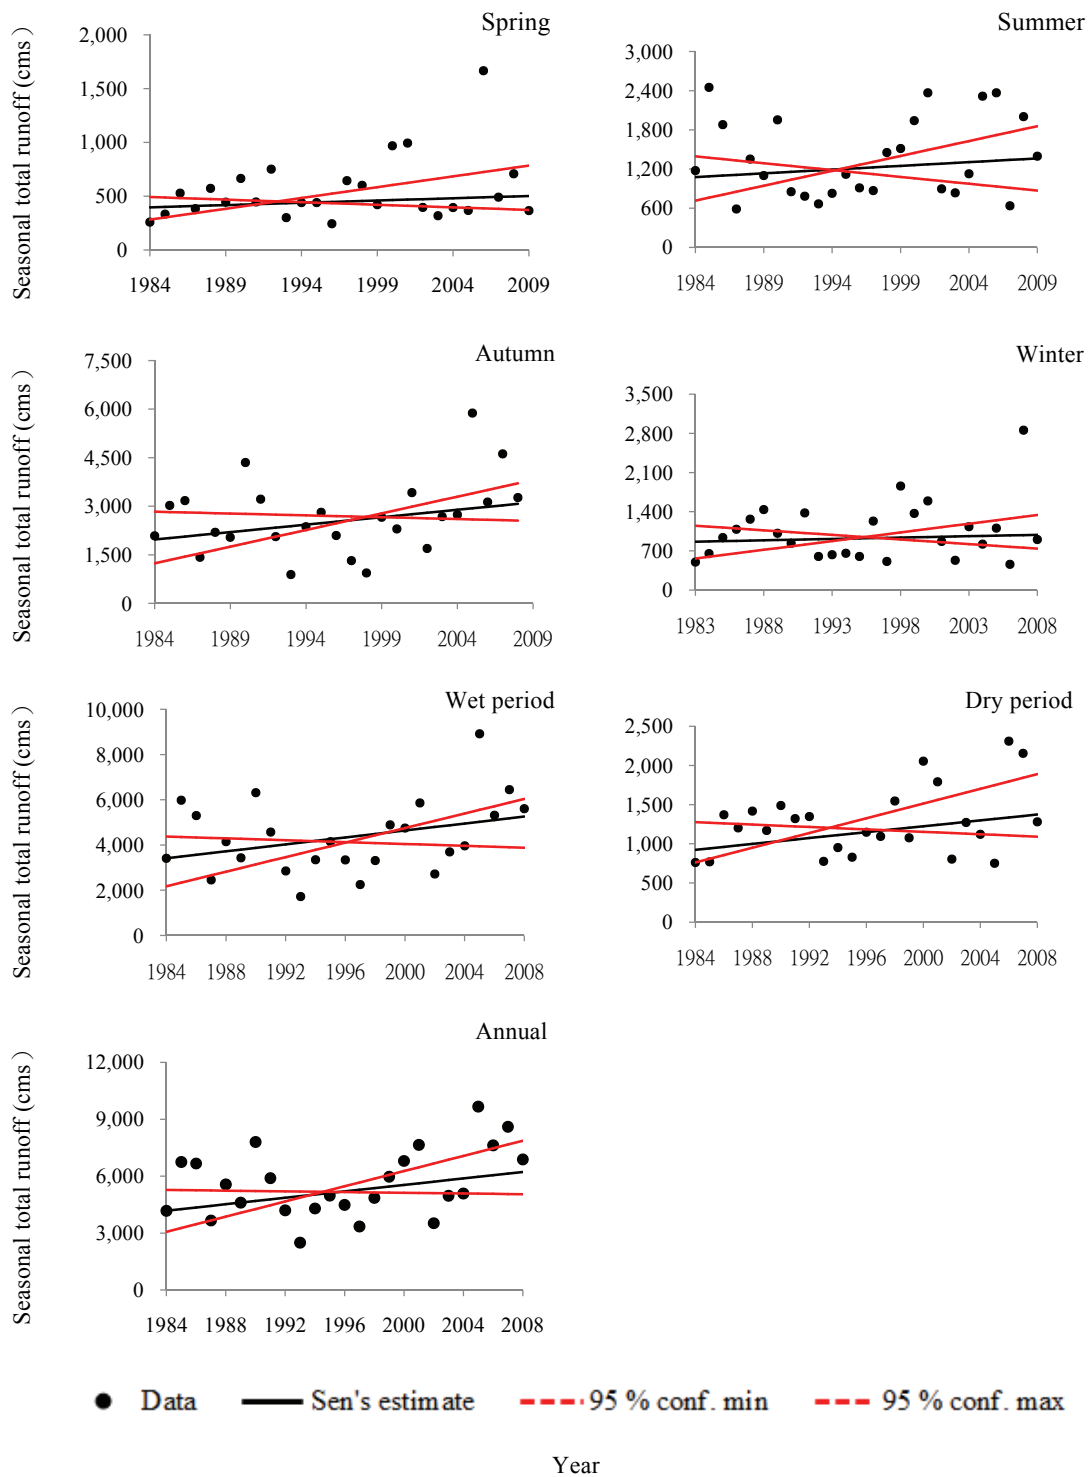 Spring
Seasonal total runoff (cms)
2,000
1,500
1,000
500
0
1984 1989 1994 1999 2004 2009
Summer
3,000
2,400
1,800
1,200
600
0
1984 1989 1994 1999 2004 2009
Autumn
Seasonal total runoff (cms)
7,500
6,000
4,500
3,000
1,500
0
1984 1989 1994 1999 2004 2009
Winter
3,500
2,800
2,100
1,400
700
0
1983 1988 1993 1998 2003 2008
Wet period
Seasonal total runoff (cms)
10,000
8,000
6,000
4,000
2,000
0
1984 1988 1992 1996 2000 2004 2008
Dry period
2,500
2,000
1,500
1,000
500
0
1984 1988 1992 1996 2000 2004 2008
Annual
Seasonal total runoff (cms)
12,000
9,000
6,000
3,000
0
1984 1988 1992 1996 2000 2004 2008
Data Sen's estimate 95 % conf. min 95 % conf. max
Year